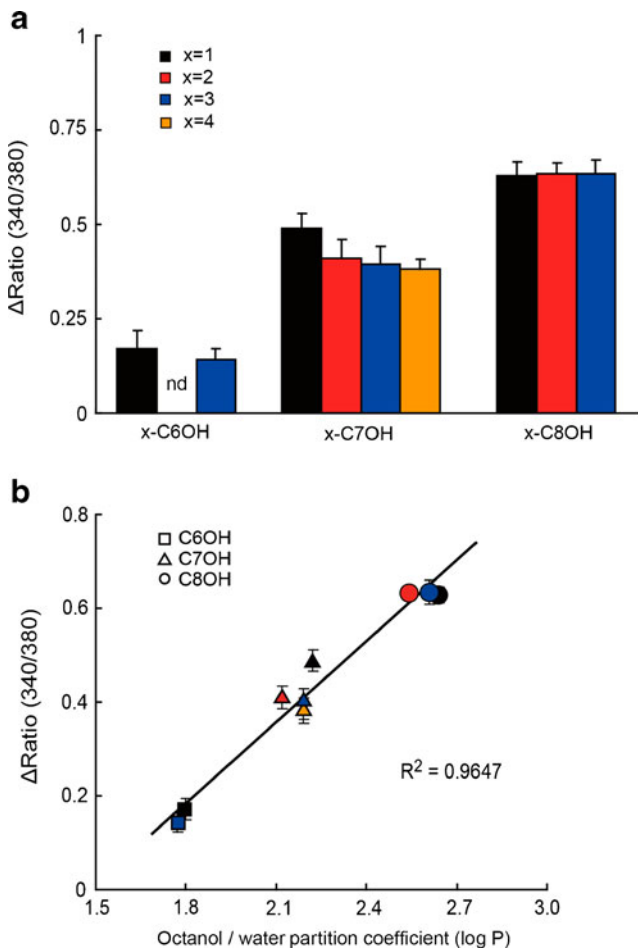 a
1
0.75
0.5
0.25
0
ΔRatio (340/380)
x=1
x=2
x=3
x=4
nd
x-C6OH x-C7OH x-C8OH
b
0.8
0.6
0.4
0.2
0
ΔRatio (340/380)
C6OH
C7OH
C8OH
R² = 0.9647
1.5 1.8 2.1 2.4 2.7 3.0
Octanol / water partition coefficient (log P)